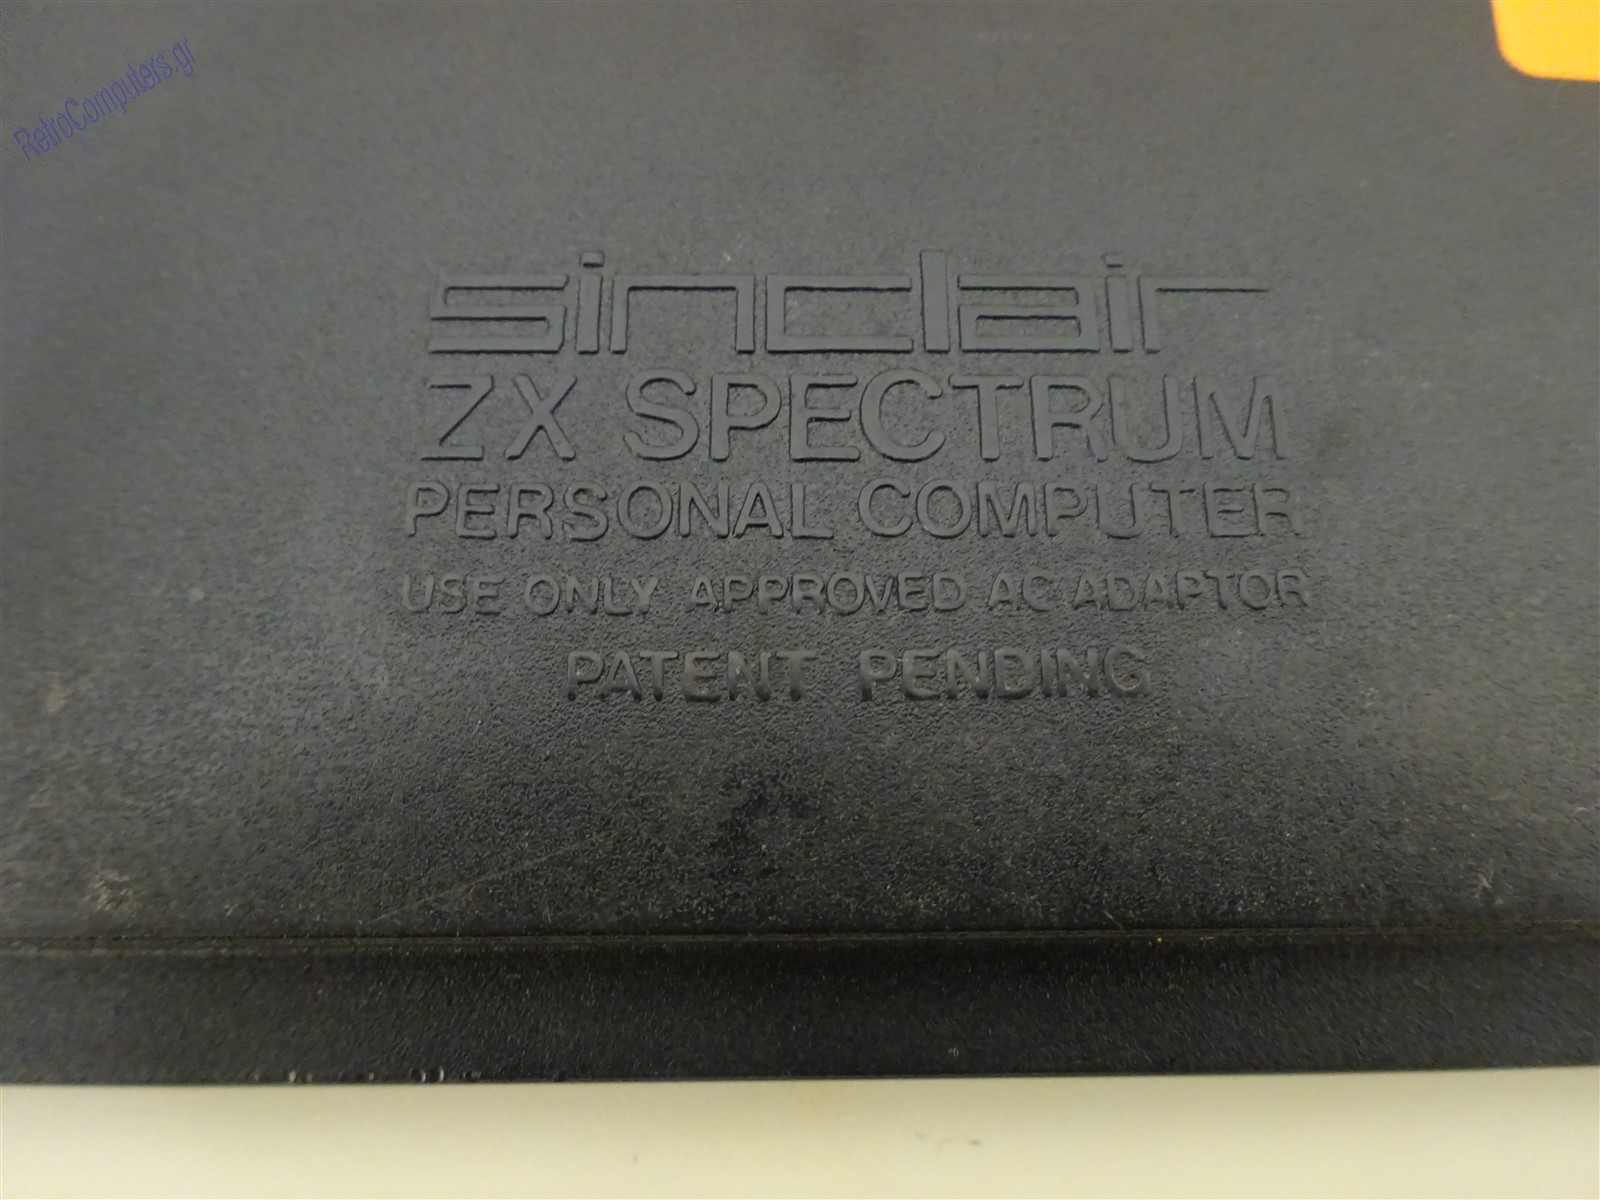 RetroComputers.gr
sinclair
ZX SPECTRUM
PERSONAL COMPUTER
USE ONLY APPROVED AC ADAPTOR
PATENT PENDING